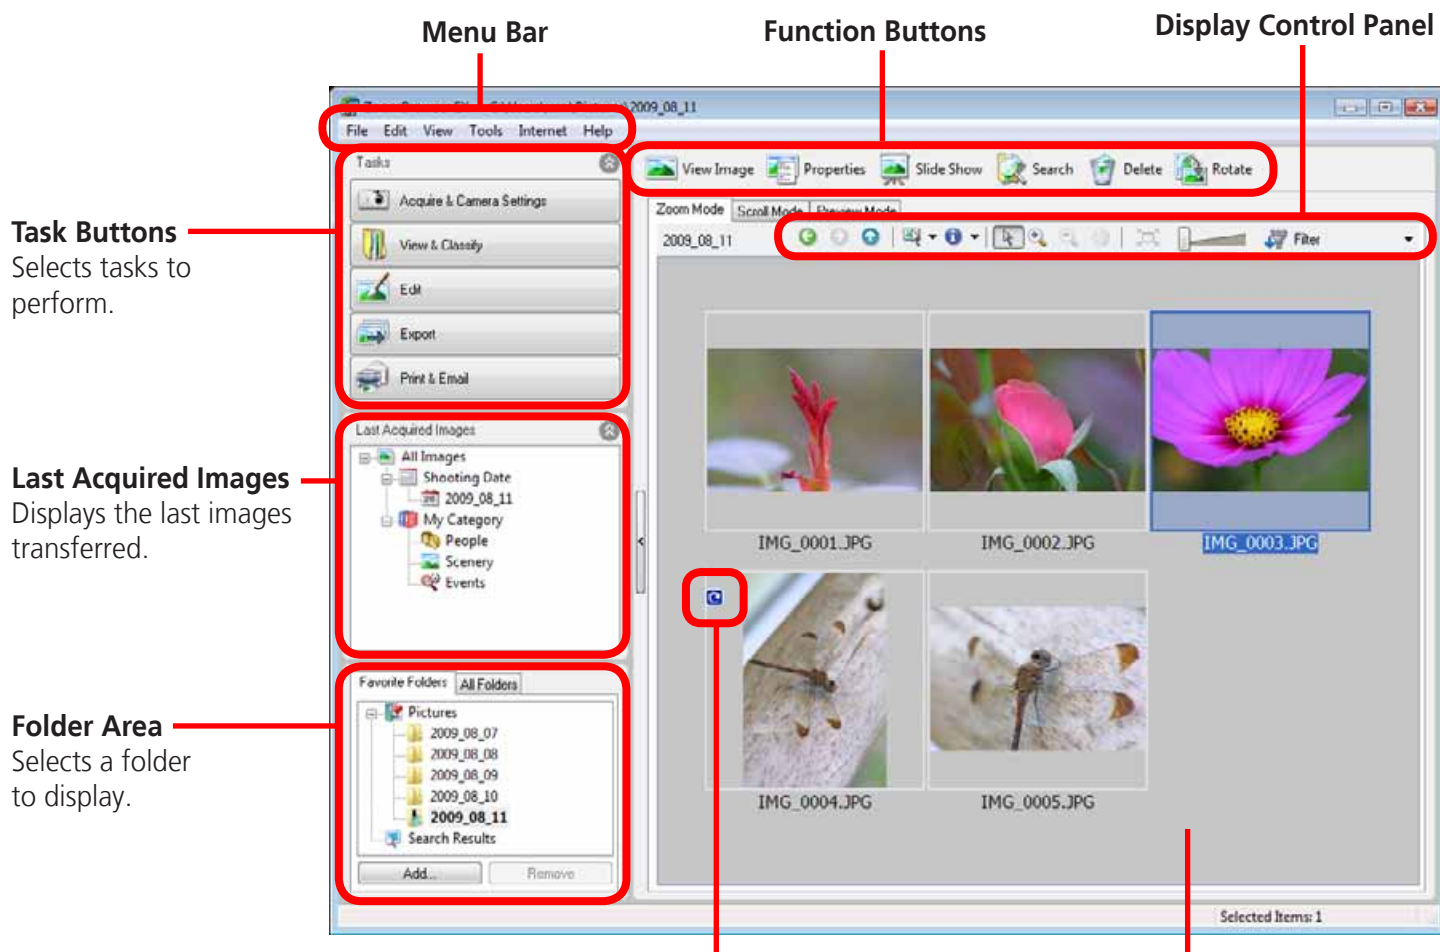 Menu Bar
Function Buttons
Display Control Panel
2009_08_11
File Edit View Tools Internet Help
Tasks
Acquire & Camera Settings
View & Classify
Edit
Export
Print & Email
View Image Properties Slide Show Search Delete Rotate
Zoom Mode Scroll Mode Preview Mode
2009_08_11
Filter
Task Buttons
Selects tasks to
perform.
Last Acquired Images
All Images
Shooting Date
2009_08_11
My Category
People
Scenery
Events
Last Acquired Images
Displays the last images
transferred.
IMG_0001.JPG
IMG_0002.JPG
IMG_0003.JPG
IMG_0004.JPG
IMG_0005.JPG
Favorite Folders All Folders
Pictures
2009_08_07
2009_08_08
2009_08_09
2009_08_10
2009_08_11
Search Results
Add... Remove
Folder Area
Selects a folder
to display.
Selected Items: 1